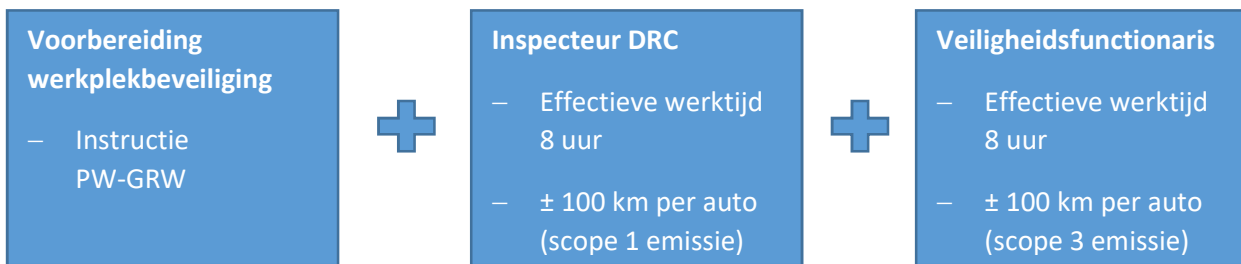 Voorbereiding
werkplekbeveiliging
– Instructie
PW-GRW
Inspecteur DRC
– Effectieve werktijd
8 uur
– ± 100 km per auto
(scope 1 emissie)
Veiligheidsfunctionaris
– Effectieve werktijd
8 uur
– ± 100 km per auto
(scope 3 emissie)